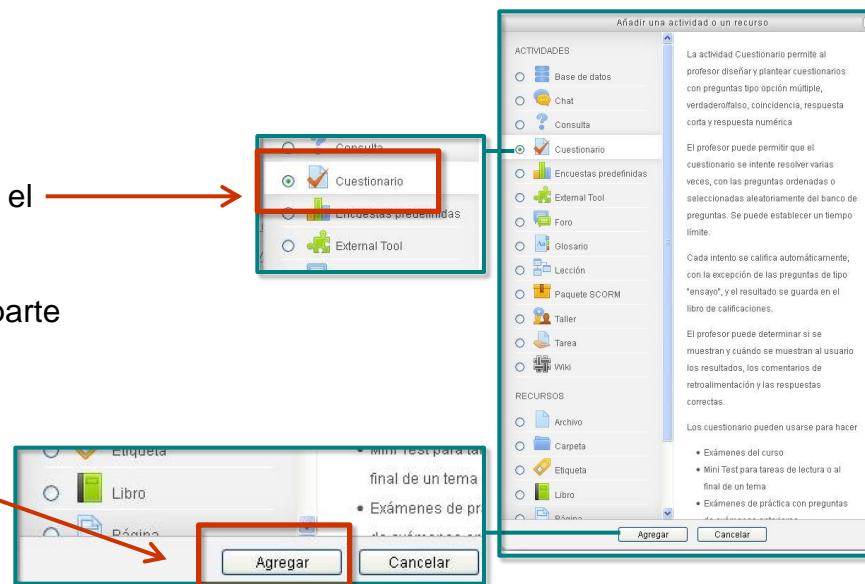 el
parte
Consulta
Cuestionario
Encuestas predefinidas
External Tool
Etiqueta
Libro
Página
final de un tema
Agregar
Cancelar
Añadir una actividad o un recurso
ACTIVIDADES
Base de datos
Chat
Consulta
Cuestionario
Encuestas predefinidas
External Tool
Foro
Glosario
Lección
Paquete SCORM
Taller
Tarea
Wiki
RECURSOS
Archivo
Carpeta
Etiqueta
Libro
Página
La actividad Cuestionario permite al
profesor diseñar y plantear cuestionarios
con preguntas tipo opción múltiple,
verdadero/falso, coincidencia, respuesta
corta y respuesta numérica
El profesor puede permitir que el
cuestionario se intente resolver varias
veces, con las preguntas ordenadas o
seleccionadas aleatoriamente del banco de
preguntas. Se puede establecer un tiempo
límite.
Cada intento se califica automáticamente,
con la excepción de las preguntas de tipo
"ensayo", y el resultado se guarda en el
libro de calificaciones.
El profesor puede determinar si se
muestran y cuándo se muestran al usuario
los resultados, los comentarios de
retroalimentación y las respuestas
correctas.
Los cuestionario pueden usarse para hacer
• Exámenes del curso
• Mini Test para tareas de lectura o al
final de un tema
• Exámenes de práctica con preguntas
de exámenes anteriores
Agregar
Cancelar